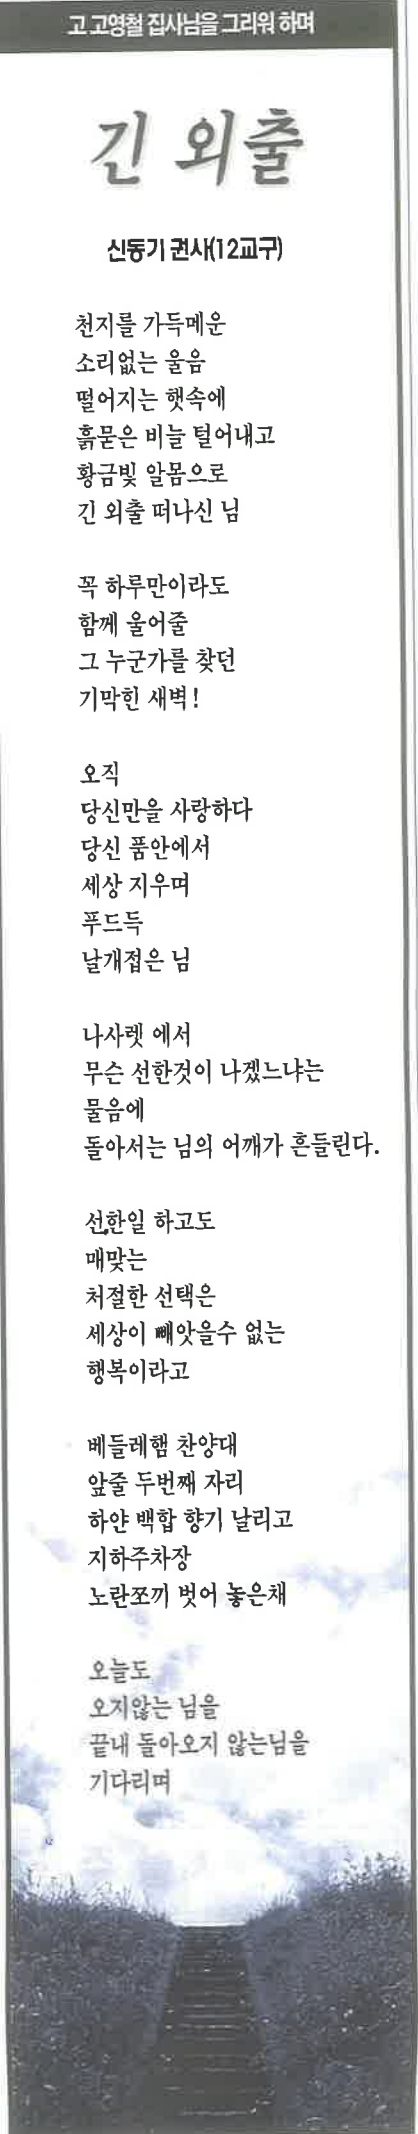 고 고영철 집사님을 그리워 하며
긴 외출
신동기 권사(12교구)
천지를 가득메운
소리없는 울음
떨어지는 햇속에
흙묻은 비늘 털어내고
황금빛 알몸으로
긴 외출 떠나신 님
꼭 하루만이라도
함께 울어줄
그 누군가를 찾던
기막힌 새벽!
오직
당신만을 사랑하다
당신 품안에서
세상 지우며
푸드득
날개접은 님
나사렛 에서
무슨 선한것이 나겠느냐는
물음에
돌아서는 님의 어깨가 흔들린다.
선한일 하고도
매맞는
처절한 선택은
세상이 빼앗을수 없는
행복이라고
베들레햄 찬양대
앞줄 두번째 자리
하얀 백합 향기 날리고
지하주차장
노란쪼끼 벗어 놓은채
오늘도
오지않는 님을
끝내 돌아오지 않는님을
기다리며